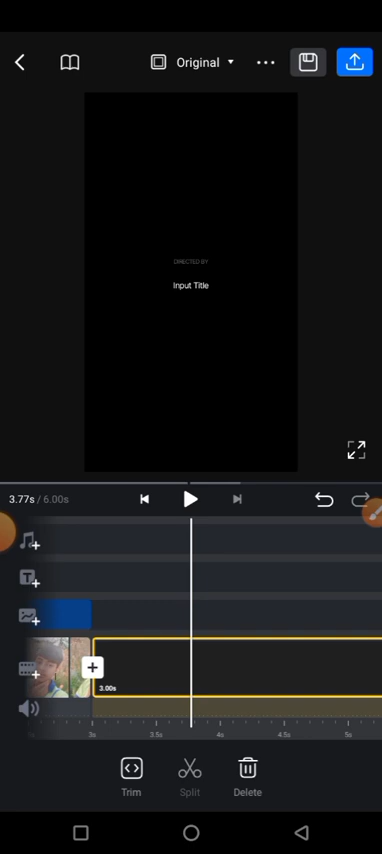 Original
DIRECTED BY
Input Title
3.77s / 6.00s
3.00s
3s 3.5s 4s 4.5s 5s
Trim Split Delete